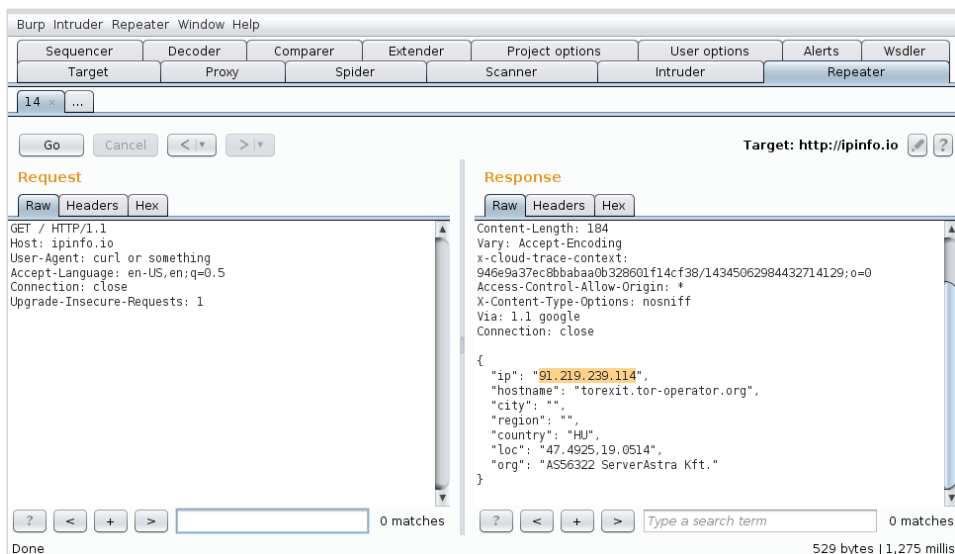 Burp Intruder Repeater Window Help
Sequencer Decoder Comparer Extender Project options User options Alerts Wsdler
Target Proxy Spider Scanner Intruder Repeater
14 × ...
Go Cancel < ▾ > ▾ Target: http://ipinfo.io ?
Request
Raw Headers Hex
GET / HTTP/1.1
Host: ipinfo.io
User-Agent: curl or something
Accept-Language: en-US,en;q=0.5
Connection: close
Upgrade-Insecure-Requests: 1
? < + > 0 matches
Response
Raw Headers Hex
Content-Length: 184
Vary: Accept-Encoding
x-cloud-trace-context:
946e9a37ec8bbabaa0b328601f14cf38/14345062984432714129;o=0
Access-Control-Allow-Origin: *
X-Content-Type-Options: nosniff
Via: 1.1 google
Connection: close
{
"ip": "91.219.239.114",
"hostname": "torexit.tor-operator.org",
"city": "",
"region": "",
"country": "HU",
"loc": "47.4925,19.0514",
"org": "AS56322 ServerAstra Kft."
}
? < + > Type a search term 0 matches
Done 529 bytes | 1,275 millis